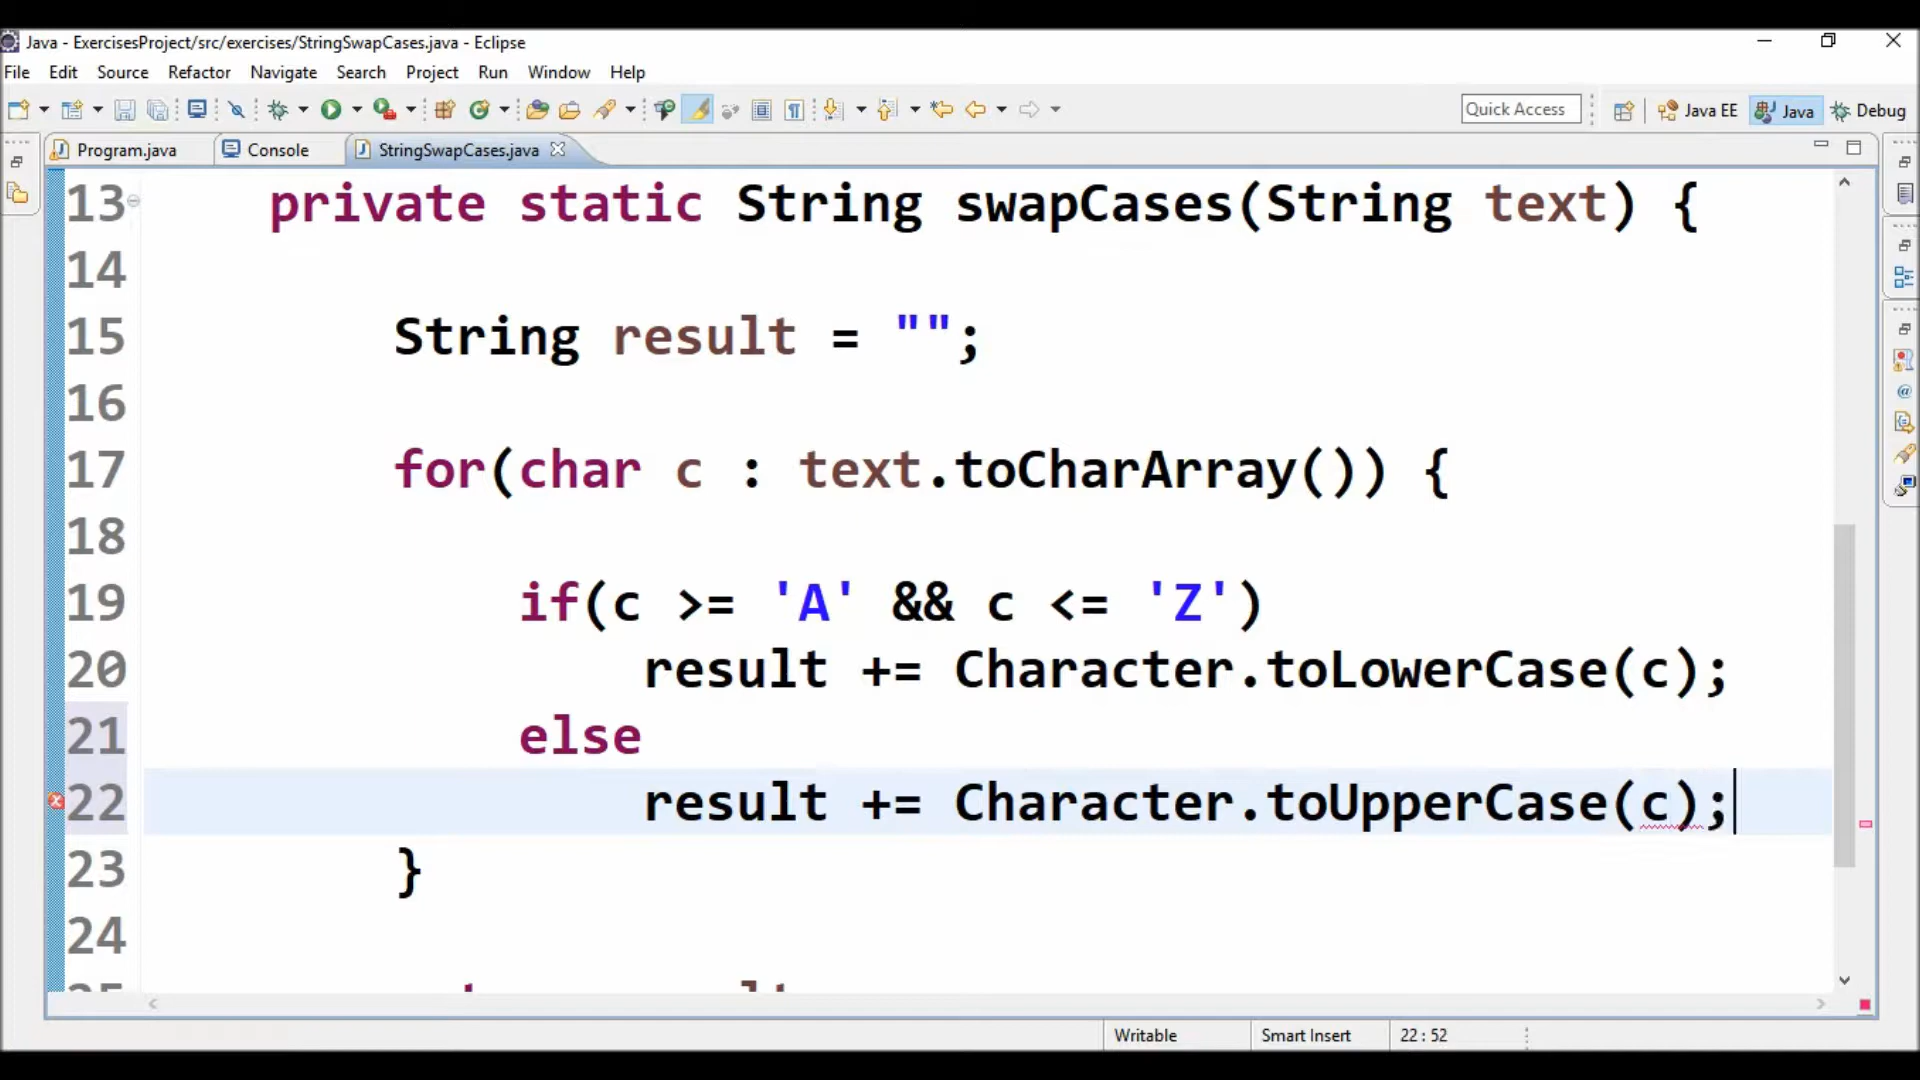 Java - ExercisesProject/src/exercises/StringSwapCases.java - Eclipse
File Edit Source Refactor Navigate Search Project Run Window Help
Quick Access Java EE Java Debug
Program.java Console StringSwapCases.java
13 private static String swapCases(String text) {
14
15 String result = "";
16
17 for(char c : text.toCharArray()) {
18
19 if(c >= 'A' && c <= 'Z')
20 result += Character.toLowerCase(c);
21 else
22 result += Character.toUpperCase(c);
23 }
24
Writable Smart Insert 22 : 52